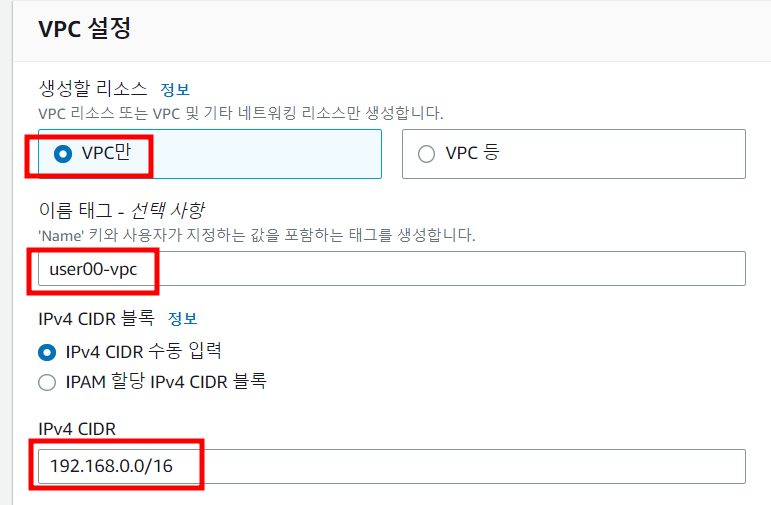 VPC 설정
생성할 리소스 정보
VPC 리소스 또는 VPC 및 기타 네트워킹 리소스만 생성합니다.
VPC만 VPC 등
이름 태그 - 선택 사항
'Name' 키와 사용자가 지정하는 값을 포함하는 태그를 생성합니다.
user00-vpc
IPv4 CIDR 블록 정보
IPv4 CIDR 수동 입력
IPAM 할당 IPv4 CIDR 블록
IPv4 CIDR
192.168.0.0/16